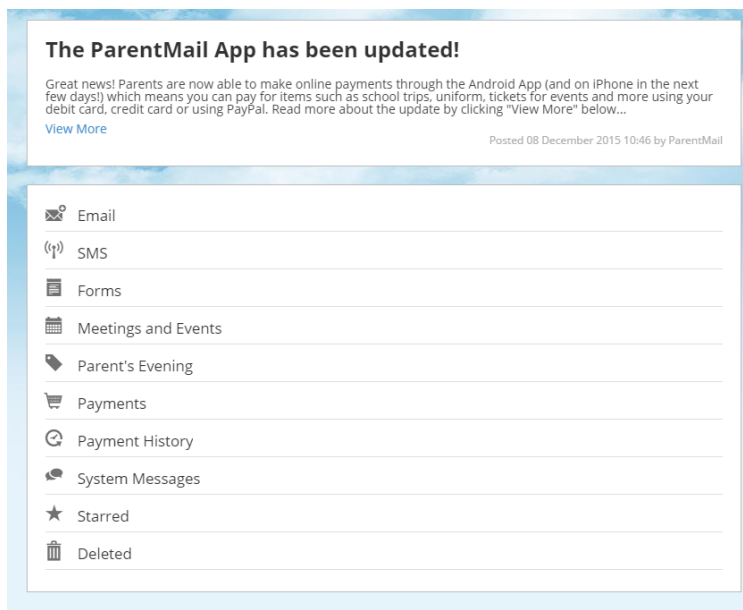 The ParentMail App has been updated!
Great news! Parents are now able to make online payments through the Android App (and on iPhone in the next
few days!) which means you can pay for items such as school trips, uniform, tickets for events and more using your
debit card, credit card or using PayPal. Read more about the update by clicking "View More" below...
View More
Posted 08 December 2015 10:46 by ParentMail
Email
SMS
Forms
Meetings and Events
Parent's Evening
Payments
Payment History
System Messages
Starred
Deleted